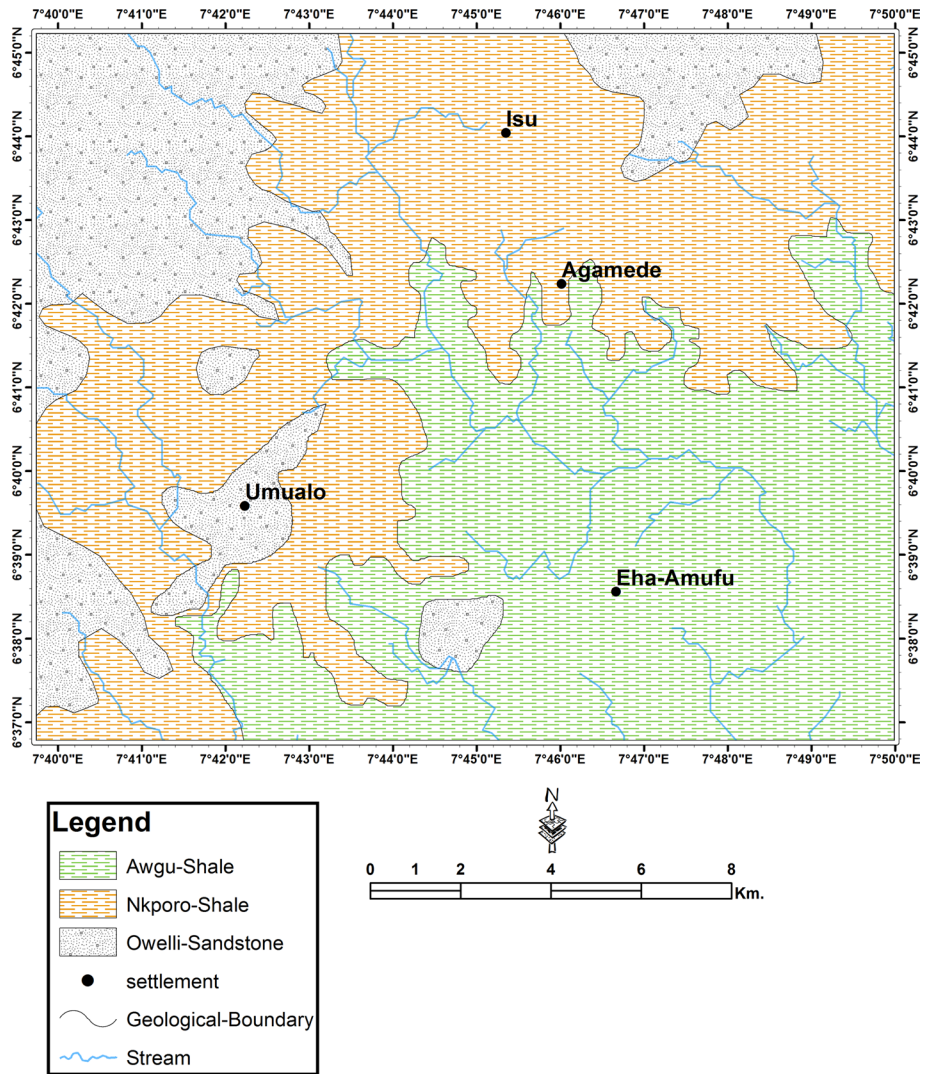 7°40'0"E 7°41'0"E 7°42'0"E 7°43'0"E 7°44'0"E 7°45'0"E 7°46'0"E 7°47'0"E 7°48'0"E 7°49'0"E 7°50'0"E
6°45'0"N 6°45'0"N
6°44'0"N 6°44'0"N
Isu
6°43'0"N 6°43'0"N
Agamede
6°42'0"N 6°42'0"N
6°41'0"N 6°41'0"N
6°40'0"N 6°40'0"N
Umualo
6°39'0"N 6°39'0"N
Eha-Amufu
6°38'0"N 6°38'0"N
6°37'0"N 6°37'0"N
7°40'0"E 7°41'0"E 7°42'0"E 7°43'0"E 7°44'0"E 7°45'0"E 7°46'0"E 7°47'0"E 7°48'0"E 7°49'0"E 7°50'0"E
Legend
Awgu-Shale
Nkporo-Shale
Owelli-Sandstone
settlement
Geological-Boundary
Stream
N
0 1 2 4 6 8
Km.